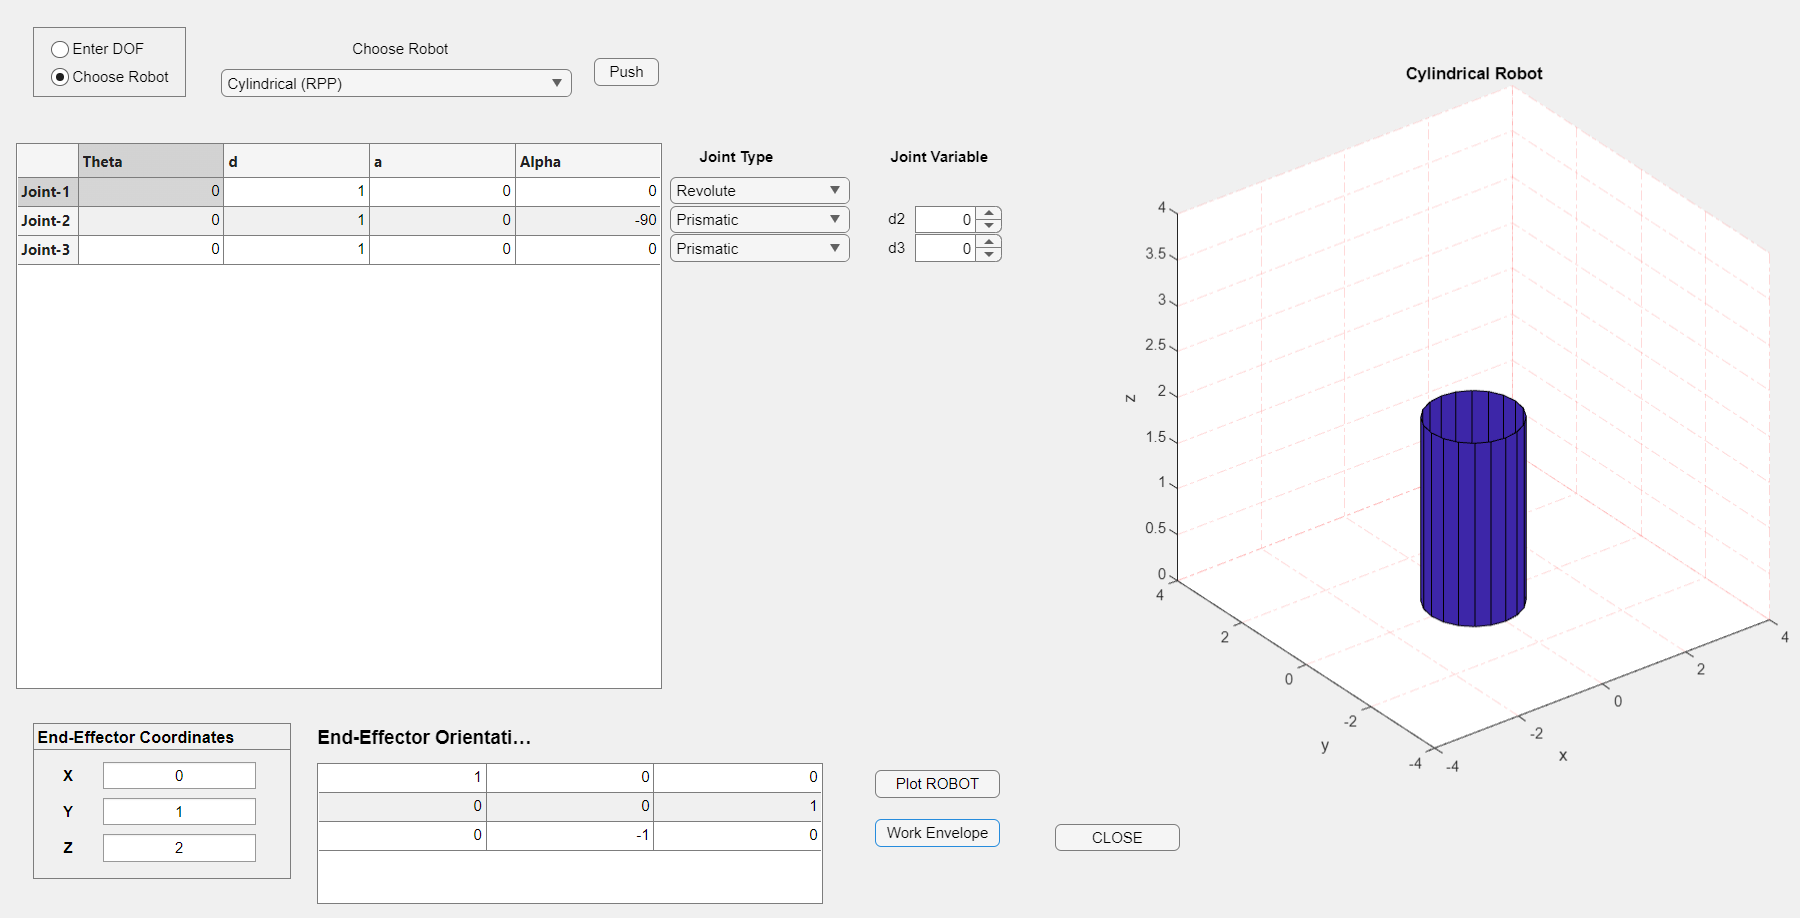 Enter DOF
Choose Robot
Choose Robot
Cylindrical (RPP)
Push
Theta d a Alpha
Joint-1 0 1 0 0
Joint-2 0 1 0 -90
Joint-3 0 1 0 0
Joint Type
Revolute
Prismatic
Prismatic
Joint Variable
d2 0
d3 0
Cylindrical Robot
4
3.5
3
2.5
2
1.5
1
0.5
0
z
4
2
0
-2
-4
y
-4
-2
0
2
4
x
End-Effector Coordinates
X 0
Y 1
Z 2
End-Effector Orientati...
1 0 0
0 0 1
0 -1 0
Plot ROBOT
Work Envelope
CLOSE